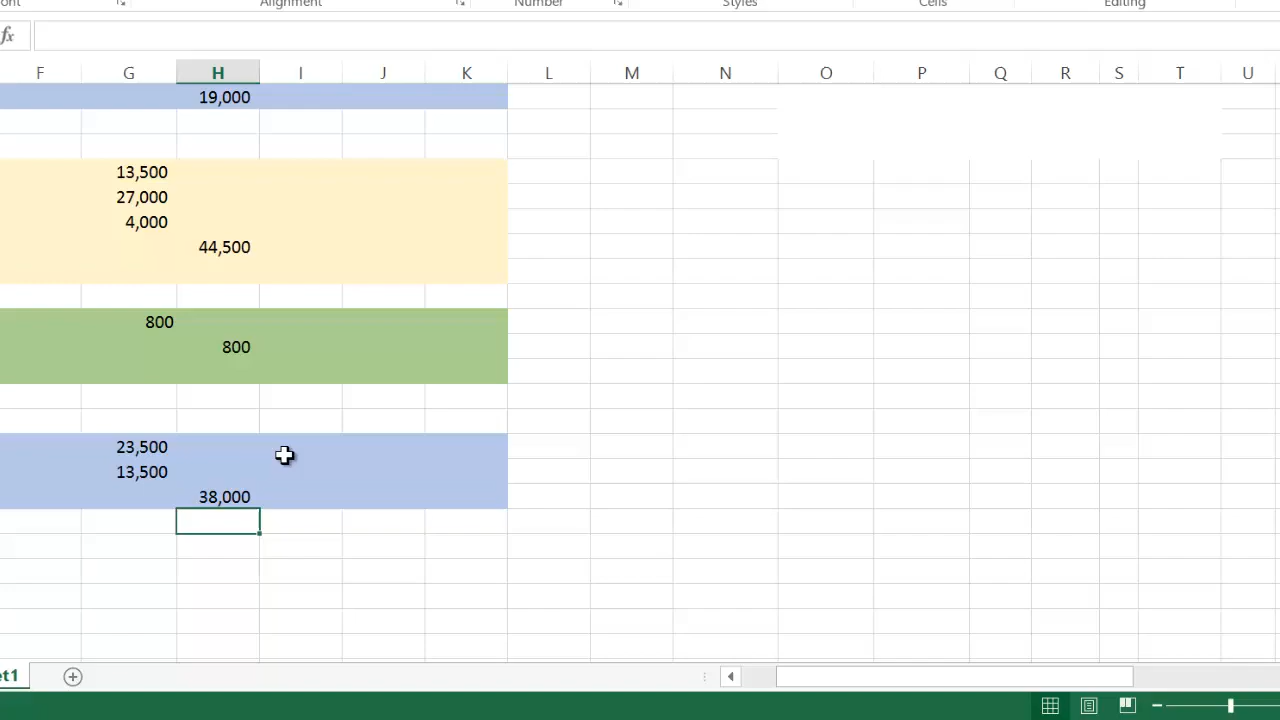 Alignment Number Styles Cells Editing
fx
F G H I J K L M N O P Q R S T U
19,000
13,500
27,000
4,000
44,500
800
800
23,500
13,500
38,000
et1